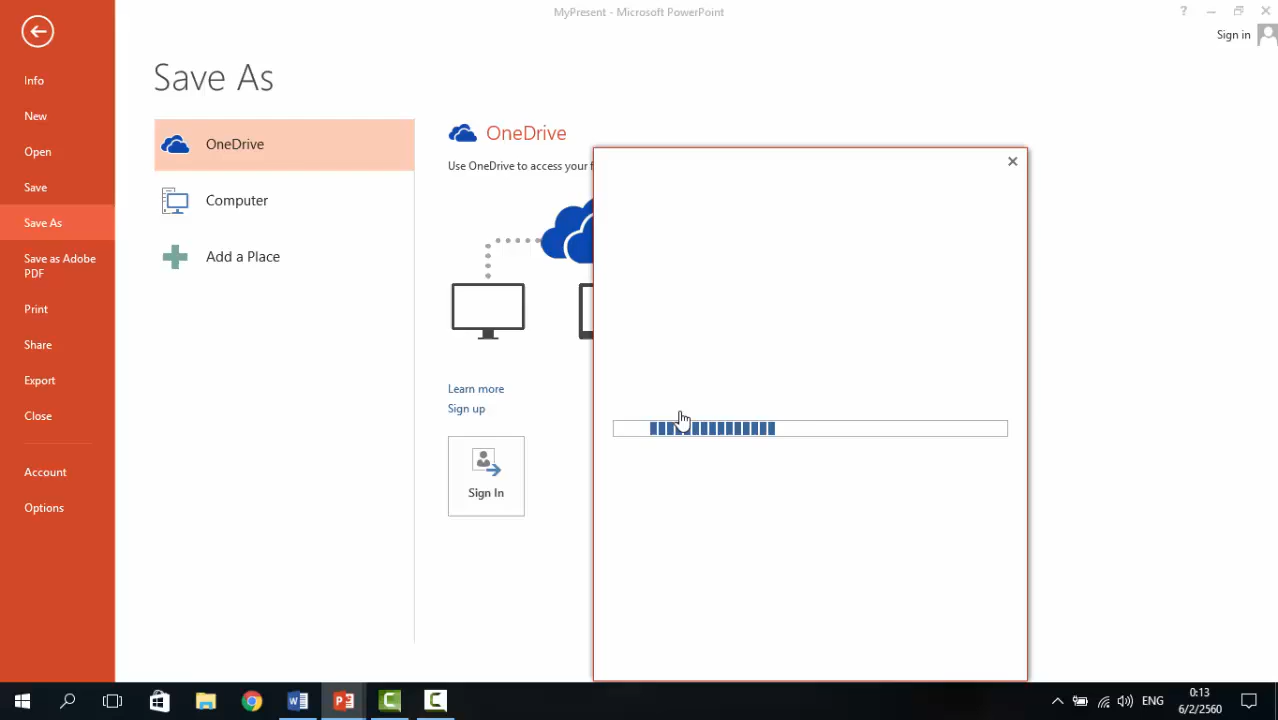 MyPresent - Microsoft PowerPoint
?
Sign in
Info
New
Open
Save
Save As
Save as Adobe
PDF
Print
Share
Export
Close
Account
Options
Save As
OneDrive
Computer
Add a Place
OneDrive
Use OneDrive to access your f
Learn more
Sign up
Sign In
ENG
0:13
6/2/2560